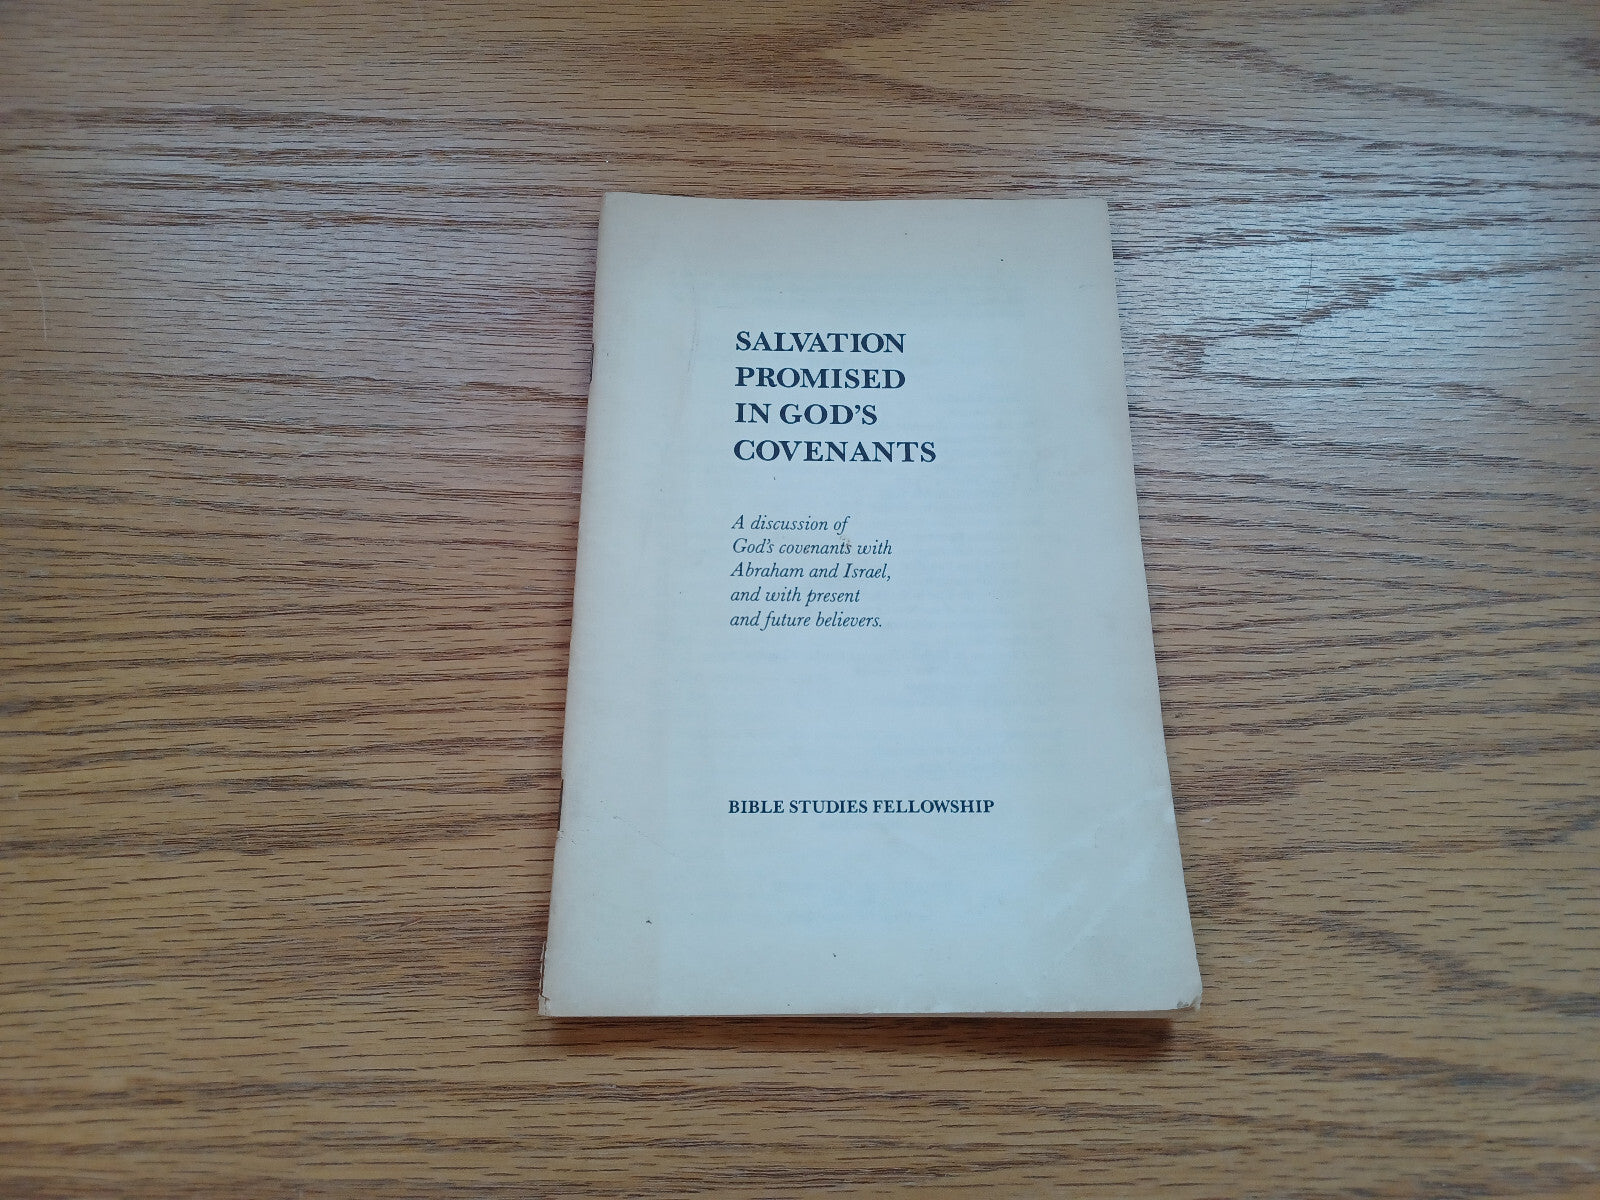 SALVATION
PROMISED
IN GOD’S
COVENANTS
A discussion of
God’s covenants with
Abraham and Israel,
and with present
and future believers.
BIBLE STUDIES FELLOWSHIP